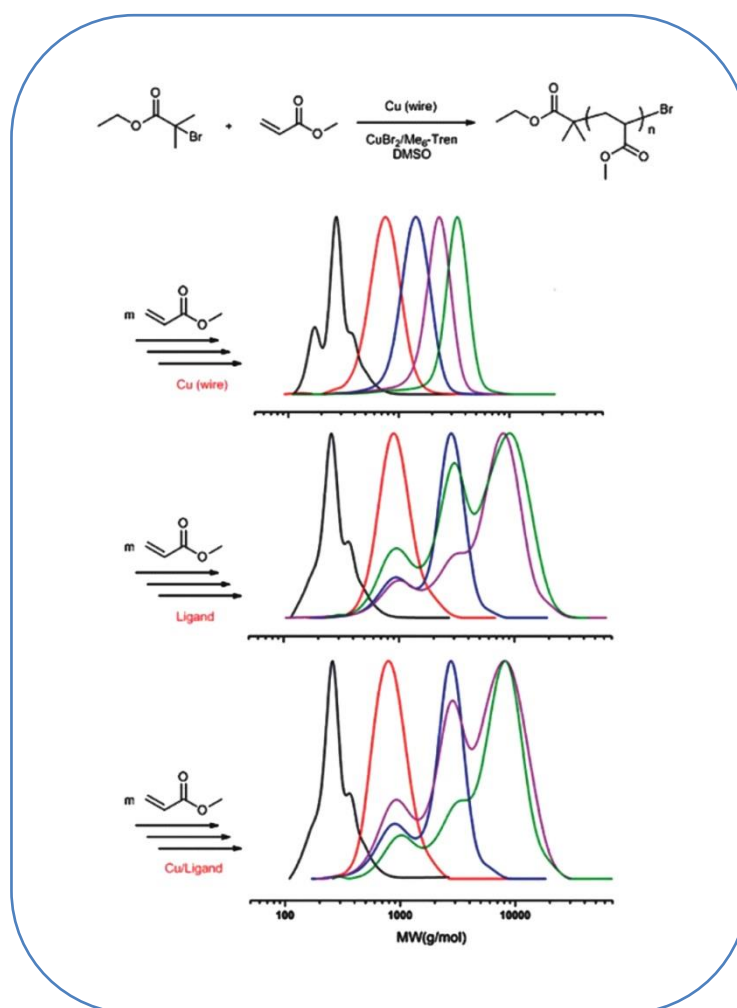 Cu (wire)
CuBr2/Me6-Tren
DMSO
O
O
Br
+
O
O
O
n
Br
O
O
m
O
O
Cu (wire)
m
O
O
Ligand
m
O
O
Cu/Ligand
100 1000 10000
MW(g/mol)